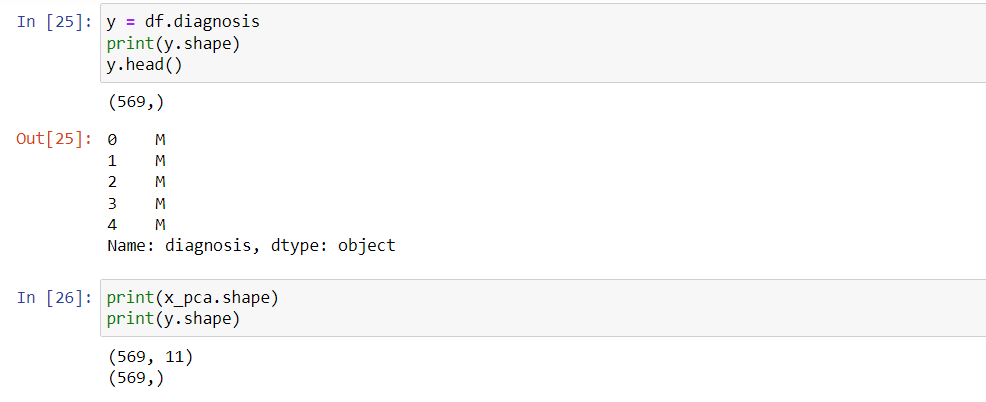 In [25]: y = df.diagnosis
print(y.shape)
y.head()
(569,)
Out[25]: 0    M
1    M
2    M
3    M
4    M
Name: diagnosis, dtype: object
In [26]: print(x_pca.shape)
print(y.shape)
(569, 11)
(569,)